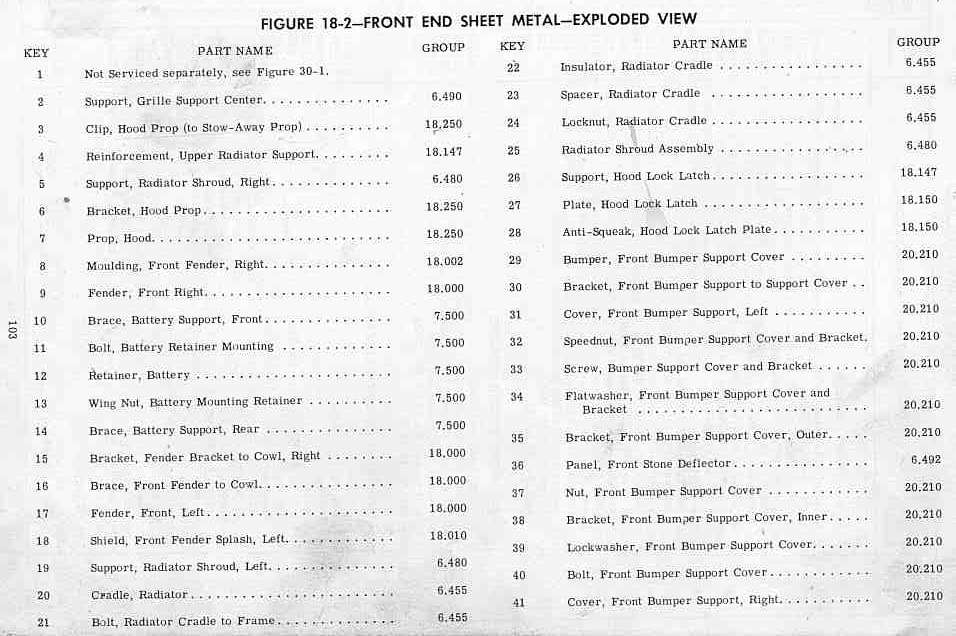 FIGURE 18-2—FRONT END SHEET METAL—EXPLODED VIEW
KEY PART NAME GROUP
1 Not Serviced separately, see Figure 30-1.
2 Support, Grille Support Center. . . . . . . . . . . . . . . 6.490
3 Clip, Hood Prop (to Stow-Away Prop) . . . . . . . . . . 18.250
4 Reinforcement, Upper Radiator Support. . . . . . . . . 18.147
5 Support, Radiator Shroud, Right. . . . . . . . . . . . . . 6.480
6 Bracket, Hood Prop. . . . . . . . . . . . . . . . . . . . . . . 18.250
7 Prop, Hood. . . . . . . . . . . . . . . . . . . . . . . . . . . . 18.250
8 Moulding, Front Fender, Right. . . . . . . . . . . . . . . 18.002
9 Fender, Front Right. . . . . . . . . . . . . . . . . . . . . . 18.000
10 Brace, Battery Support, Front. . . . . . . . . . . . . . . 7.500
11 Bolt, Battery Retainer Mounting . . . . . . . . . . . . . 7.500
12 Retainer, Battery . . . . . . . . . . . . . . . . . . . . . . . 7.500
13 Wing Nut, Battery Mounting Retainer . . . . . . . . . . 7.500
14 Brace, Battery Support, Rear . . . . . . . . . . . . . . . 7.500
15 Bracket, Fender Bracket to Cowl, Right . . . . . . . . 18.000
16 Brace, Front Fender to Cowl. . . . . . . . . . . . . . . . 18.000
17 Fender, Front, Left. . . . . . . . . . . . . . . . . . . . . . 18.000
18 Shield, Front Fender Splash, Left. . . . . . . . . . . . . 18.010
19 Support, Radiator Shroud, Left. . . . . . . . . . . . . . . 6.480
20 Cradle, Radiator . . . . . . . . . . . . . . . . . . . . . . . . 6.455
21 Bolt, Radiator Cradle to Frame. . . . . . . . . . . . . . 6.455
KEY PART NAME GROUP
22 Insulator, Radiator Cradle . . . . . . . . . . . . . . . . . 6.455
23 Spacer, Radiator Cradle . . . . . . . . . . . . . . . . . . 6.455
24 Locknut, Radiator Cradle . . . . . . . . . . . . . . . . . . 6.455
25 Radiator Shroud Assembly . . . . . . . . . . . . . . . . . 6.480
26 Support, Hood Lock Latch. . . . . . . . . . . . . . . . . . 18.147
27 Plate, Hood Lock Latch . . . . . . . . . . . . . . . . . . . 18.150
28 Anti-Squeak, Hood Lock Latch Plate. . . . . . . . . . . 18.150
29 Bumper, Front Bumper Support Cover . . . . . . . . . 20.210
30 Bracket, Front Bumper Support to Support Cover . . 20.210
31 Cover, Front Bumper Support, Left . . . . . . . . . . . 20.210
32 Speednut, Front Bumper Support Cover and Bracket. 20.210
33 Screw, Bumper Support Cover and Bracket . . . . . . 20.210
34 Flatwasher, Front Bumper Support Cover and
Bracket . . . . . . . . . . . . . . . . . . . . . . . . . . . 20.210
35 Bracket, Front Bumper Support Cover, Outer. . . . . 20.210
36 Panel, Front Stone Deflector. . . . . . . . . . . . . . . . 6.492
37 Nut, Front Bumper Support Cover . . . . . . . . . . . . 20.210
38 Bracket, Front Bumper Support Cover, Inner. . . . . 20.210
39 Lockwasher, Front Bumper Support Cover. . . . . . . 20.210
40 Bolt, Front Bumper Support Cover. . . . . . . . . . . . 20.210
41 Cover, Front Bumper Support, Right. . . . . . . . . . . 20.210
103